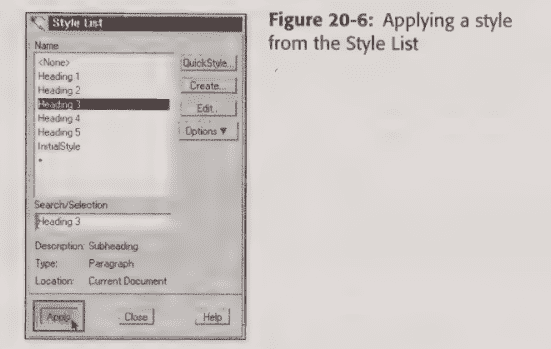 Style List
Name
<None>
Heading 1
Heading 2
Heading 3
Heading 4
Heading 5
InitialStyle
•
QuickStyle...
Create...
Edit...
Options ▼
Search/Selection
Heading 3
Description: Subheading
Type: Paragraph
Location: Current Document
Apply
Close
Help
Figure 20-6: Applying a style
from the Style List